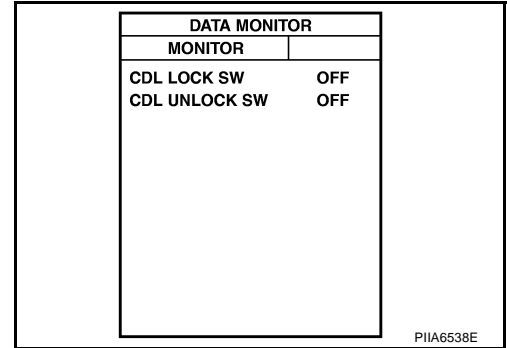 DATA MONITOR
MONITOR
CDL LOCK SW OFF
CDL UNLOCK SW OFF
PIIA6538E